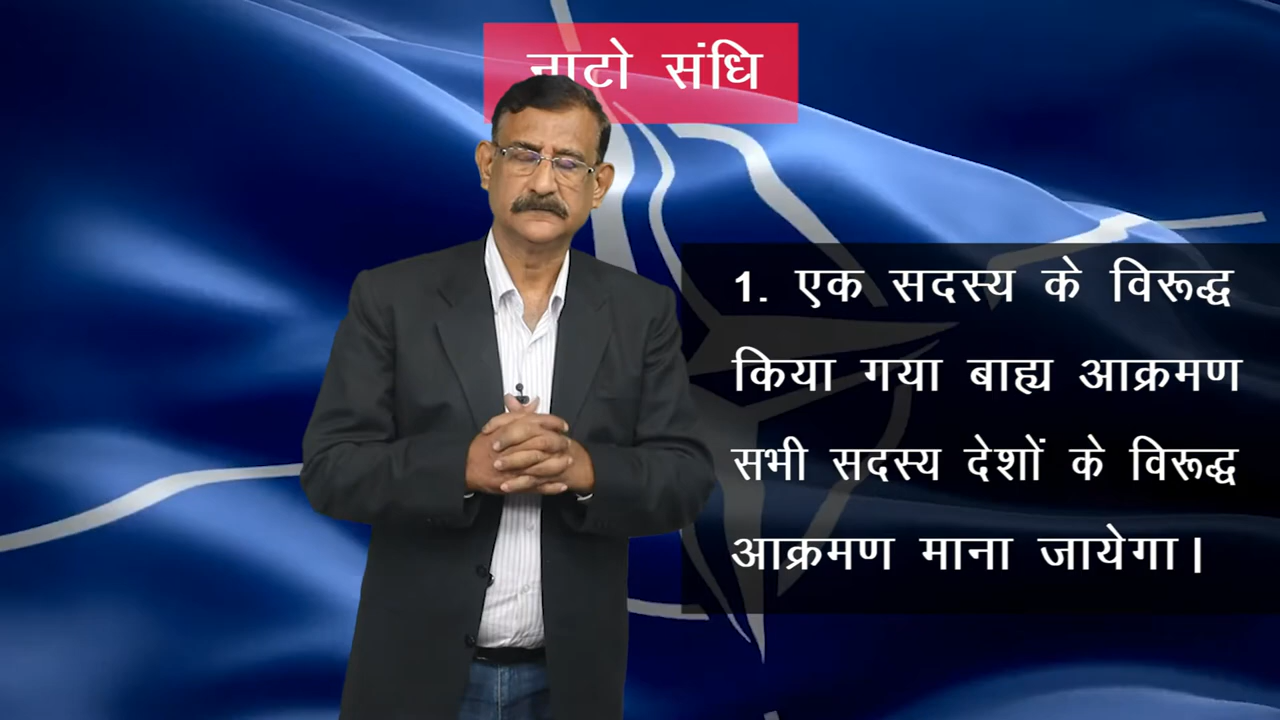 नाटो संधि
1. एक सदस्य के विरूद्ध
किया गया बाह्य आक्रमण
सभी सदस्य देशों के विरूद्ध
आक्रमण माना जायेगा।